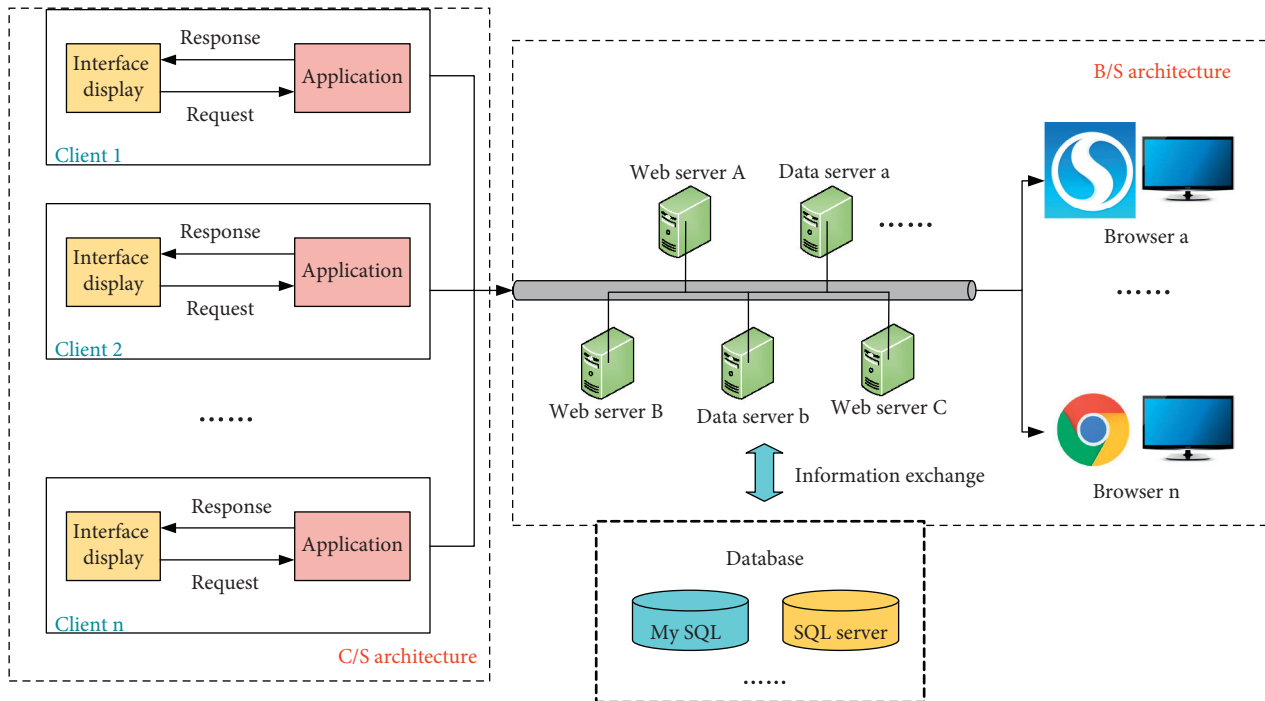 Response
Interface
display
Application
Request
Client 1
Response
Interface
display
Application
Request
Client 2
......
Response
Interface
display
Application
Request
Client n
C/S architecture
B/S architecture
Web server A
Data server a
......
Browser a
......
Web server B
Data server b
Web server C
Information exchange
Browser n
Database
My SQL
SQL server
......